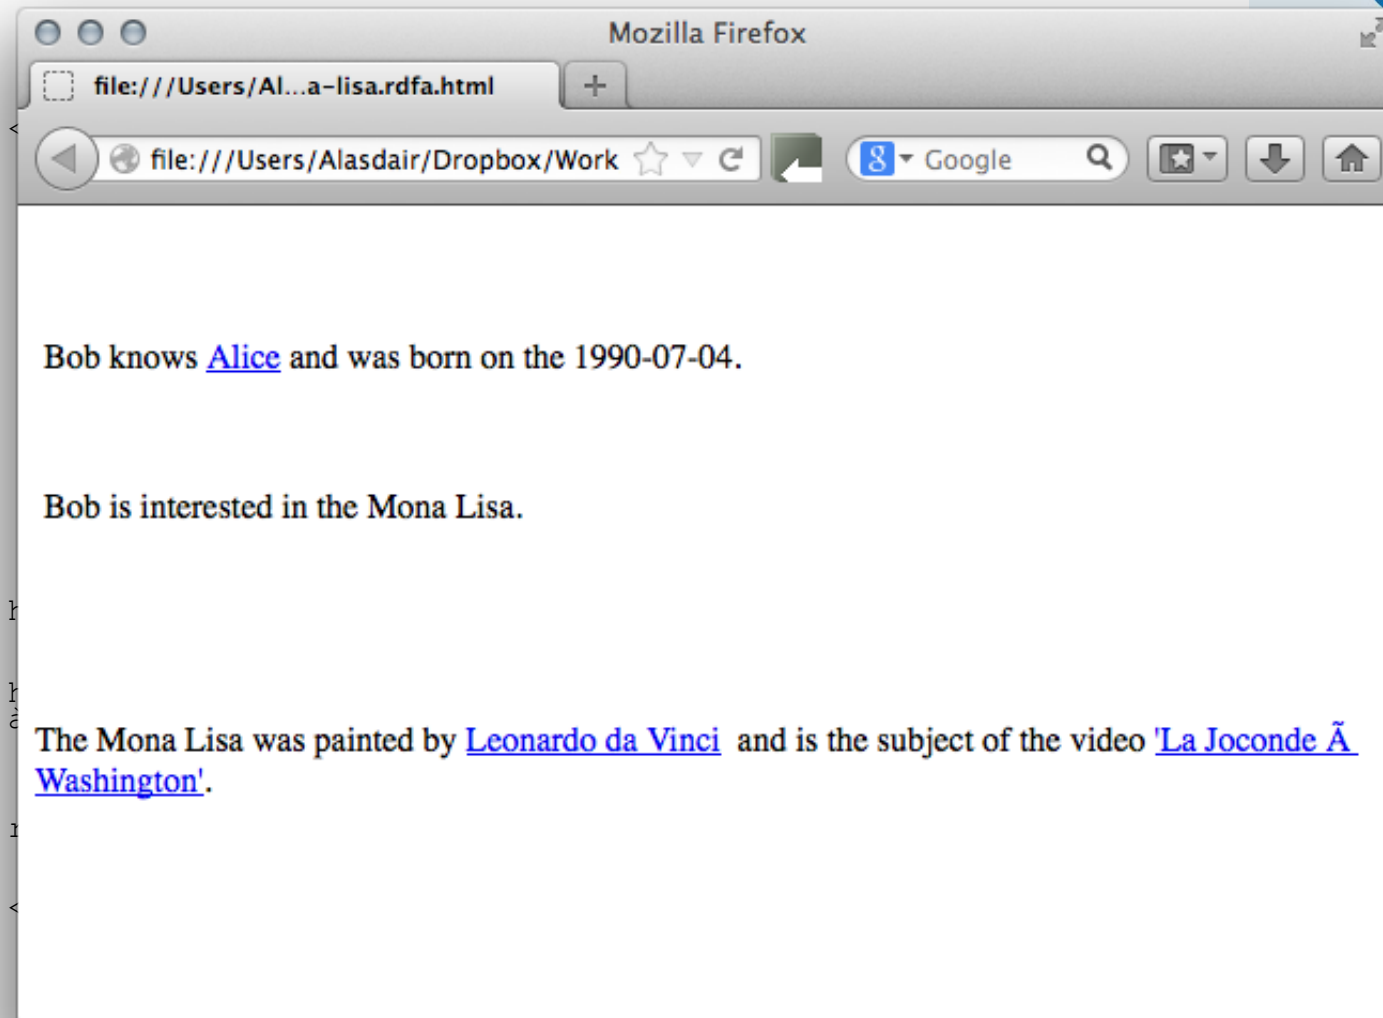 Mozilla Firefox
file:///Users/Al...a-lisa.rdfa.html
<
file:///Users/Alasdair/Dropbox/Work
8 Google
Bob knows Alice and was born on the 1990-07-04.
Bob is interested in the Mona Lisa.
h
The Mona Lisa was painted by Leonardo da Vinci and is the subject of the video 'La Joconde Ã
Washington'.
r
<